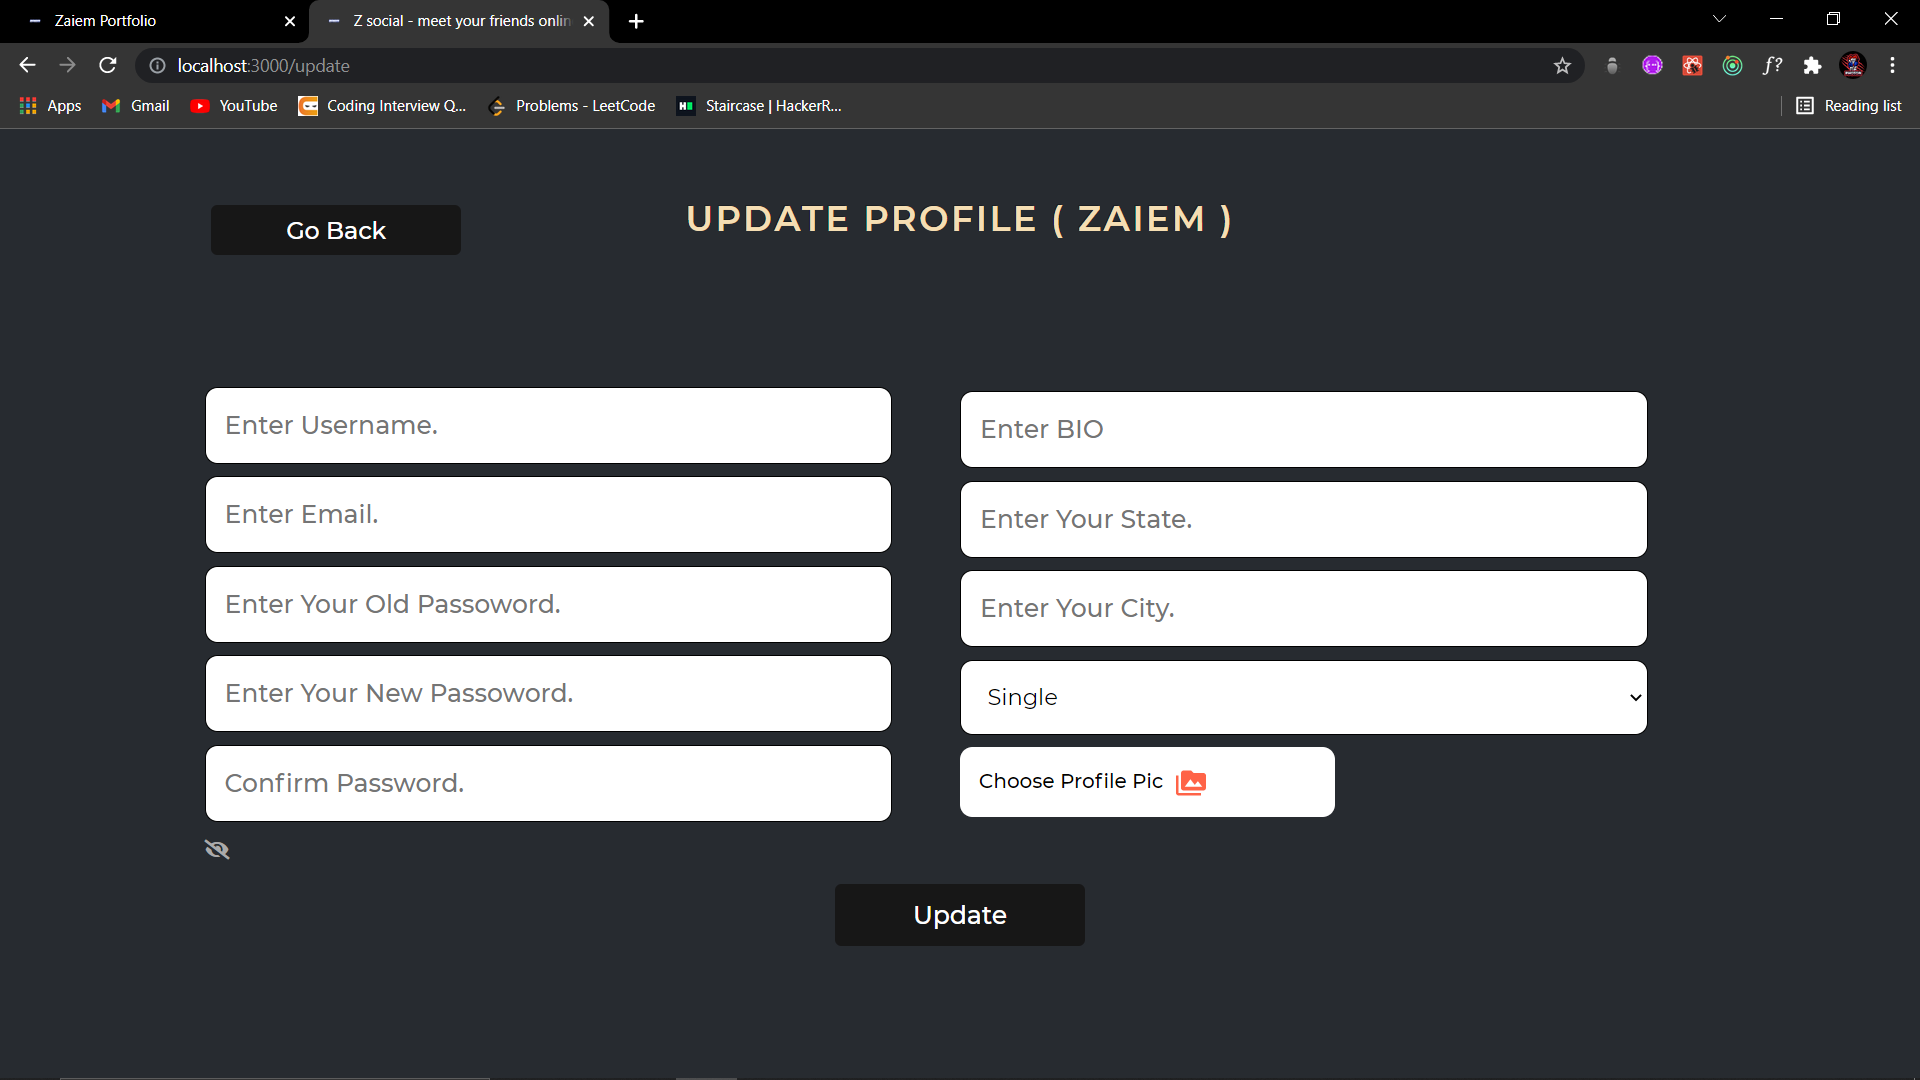 Zaiem Portfolio
Z social - meet your friends onlin
localhost:3000/update
f?
Apps
Gmail
YouTube
Coding Interview Q...
Problems - LeetCode
Staircase | HackerR...
Reading list
Go Back
UPDATE PROFILE ( ZAIEM )
Enter Username.
Enter Email.
Enter Your Old Passoword.
Enter Your New Passoword.
Confirm Password.
Enter BIO
Enter Your State.
Enter Your City.
Single
Choose Profile Pic
Update